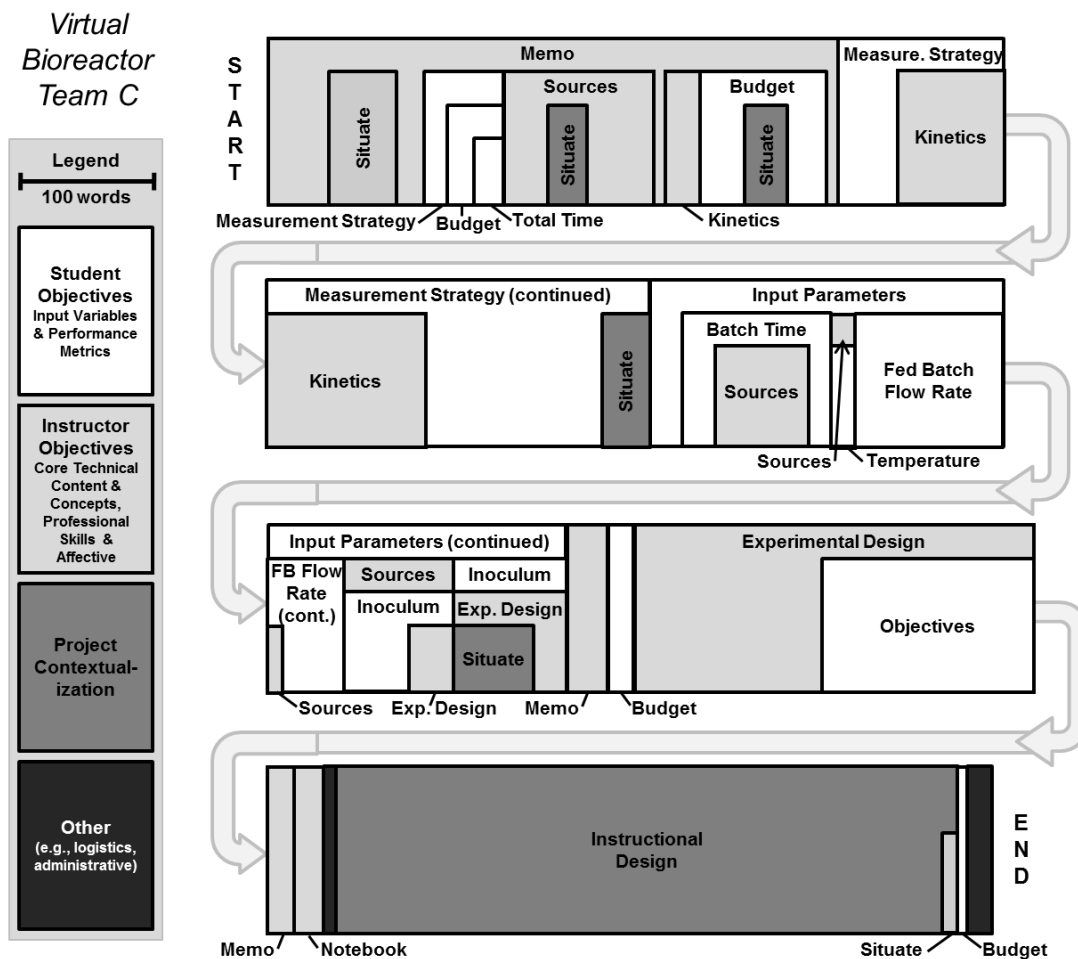 Virtual
Bioreactor
Team C
Legend
100 words
Student
Objectives
Input Variables
& Performance
Metrics
Instructor
Objectives
Core Technical
Content &
Concepts,
Professional
Skills &
Affective
Project
Contextual-
ization
Other
(e.g., logistics,
administrative)
START
Memo
Measure. Strategy
Situate
Sources
Situate
Budget
Situate
Kinetics
Measurement Strategy
Budget
Total Time
Kinetics
Measurement Strategy (continued)
Input Parameters
Kinetics
Situate
Batch Time
Sources
Fed Batch
Flow Rate
Sources
Temperature
Input Parameters (continued)
Experimental Design
FB Flow
Rate
(cont.)
Sources
Inoculum
Inoculum
Exp. Design
Situate
Objectives
Sources
Exp. Design
Memo
Budget
Instructional
Design
END
Memo
Notebook
Situate
Budget